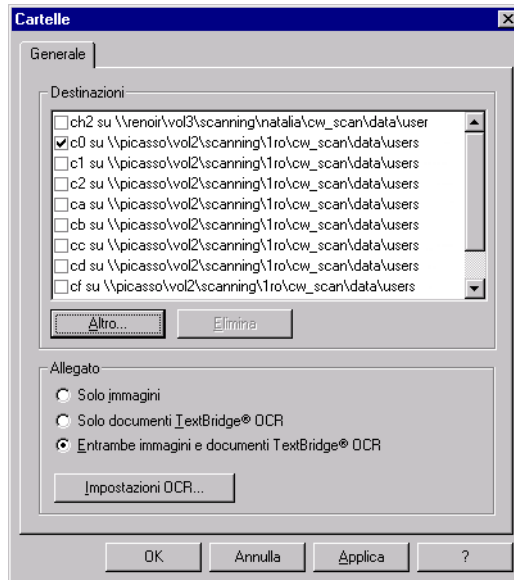 Cartelle
Generale
Destinazioni
ch2 su \\renoir\vol3\scanning\natalia\cw_scan\data\user
c0 su \\picasso\vol2\scanning\1ro\cw_scan\data\users
c1 su \\picasso\vol2\scanning\1ro\cw_scan\data\users
c2 su \\picasso\vol2\scanning\1ro\cw_scan\data\users
ca su \\picasso\vol2\scanning\1ro\cw_scan\data\users
cb su \\picasso\vol2\scanning\1ro\cw_scan\data\users
cc su \\picasso\vol2\scanning\1ro\cw_scan\data\users
cd su \\picasso\vol2\scanning\1ro\cw_scan\data\users
cf su \\picasso\vol2\scanning\1ro\cw_scan\data\users
Altro... Elimina
Allegato
Solo immagini
Solo documenti TextBridge® OCR
Entrambe immagini e documenti TextBridge® OCR
Impostazioni OCR...
OK Annulla Applica ?